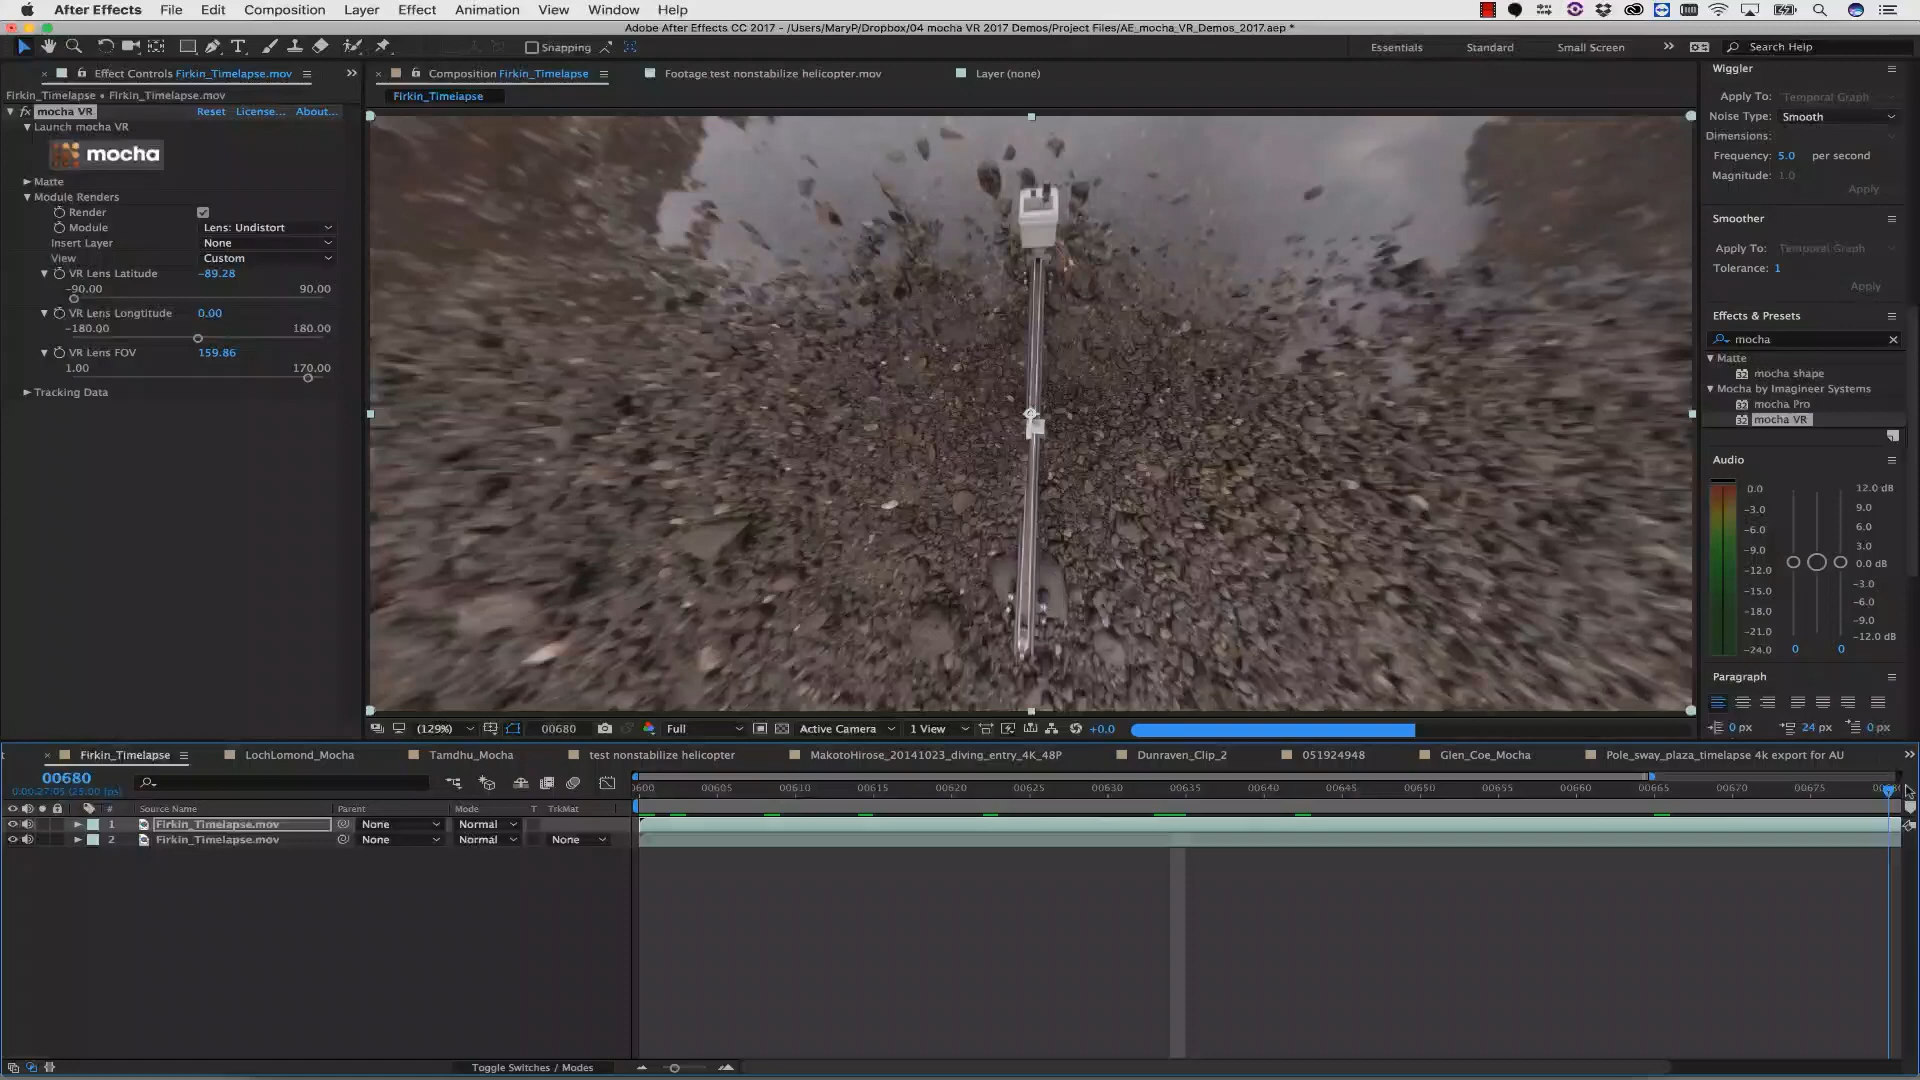 After Effects File Edit Composition Layer Effect Animation View Window Help
Adobe After Effects CC 2017 - /Users/MaryP/Dropbox/04 mocha VR 2017 Demos/Project Files/AE_mocha_VR_Demos_2017.aep *
Snapping Essentials Standard Small Screen Search Help
Effect Controls Firkin_Timelapse.mov Composition Firkin_Timelapse Footage test nonstabilize helicopter.mov Layer (none)
Firkin_Timelapse • Firkin_Timelapse.mov
Firkin_Timelapse
fx mocha VR Reset License... About...
Launch mocha VR
mocha
Matte
Module Renders
Render
Module Lens: Undistort
Insert Layer None
View Custom
VR Lens Latitude -89.28
-90.00 90.00
VR Lens Longtitude 0.00
-180.00 180.00
VR Lens FOV 159.86
1.00 170.00
Tracking Data
Wiggler
Apply To: Temporal Graph
Noise Type: Smooth
Dimensions:
Frequency: 5.0 per second
Magnitude: 1.0
Apply
Smoother
Apply To: Temporal Graph
Tolerance: 1
Apply
Effects & Presets
mocha
Matte
mocha shape
Mocha by Imagineer Systems
mocha Pro
mocha VR
Audio
0.0 12.0 dB
-3.0 9.0
-6.0 6.0
-9.0 3.0
-12.0 0.0 dB
-15.0 -3.0
-18.0 -6.0
-21.0 -9.0
-24.0 -12.0 dB
0 0
Paragraph
0 px 24 px 0 px
(129%) 00680 Full Active Camera 1 View +0.0
Firkin_Timelapse LochLomond_Mocha Tamdhu_Mocha test nonstabilize helicopter MakotoHirose_20141023_diving_entry_4K_48P Dunraven_Clip_2 051924948 Glen_Coe_Mocha Pole_sway_plaza_timelapse 4k export for AU
00680
0:00:27:05 (25.00 fps)
00605 00610 00615 00620 00625 00630 00635 00640 00645 00650 00655 00660 00665 00670 00675
# Source Name Parent Mode T TrkMat
1 Firkin_Timelapse.mov None Normal
2 Firkin_Timelapse.mov None Normal None
Toggle Switches / Modes